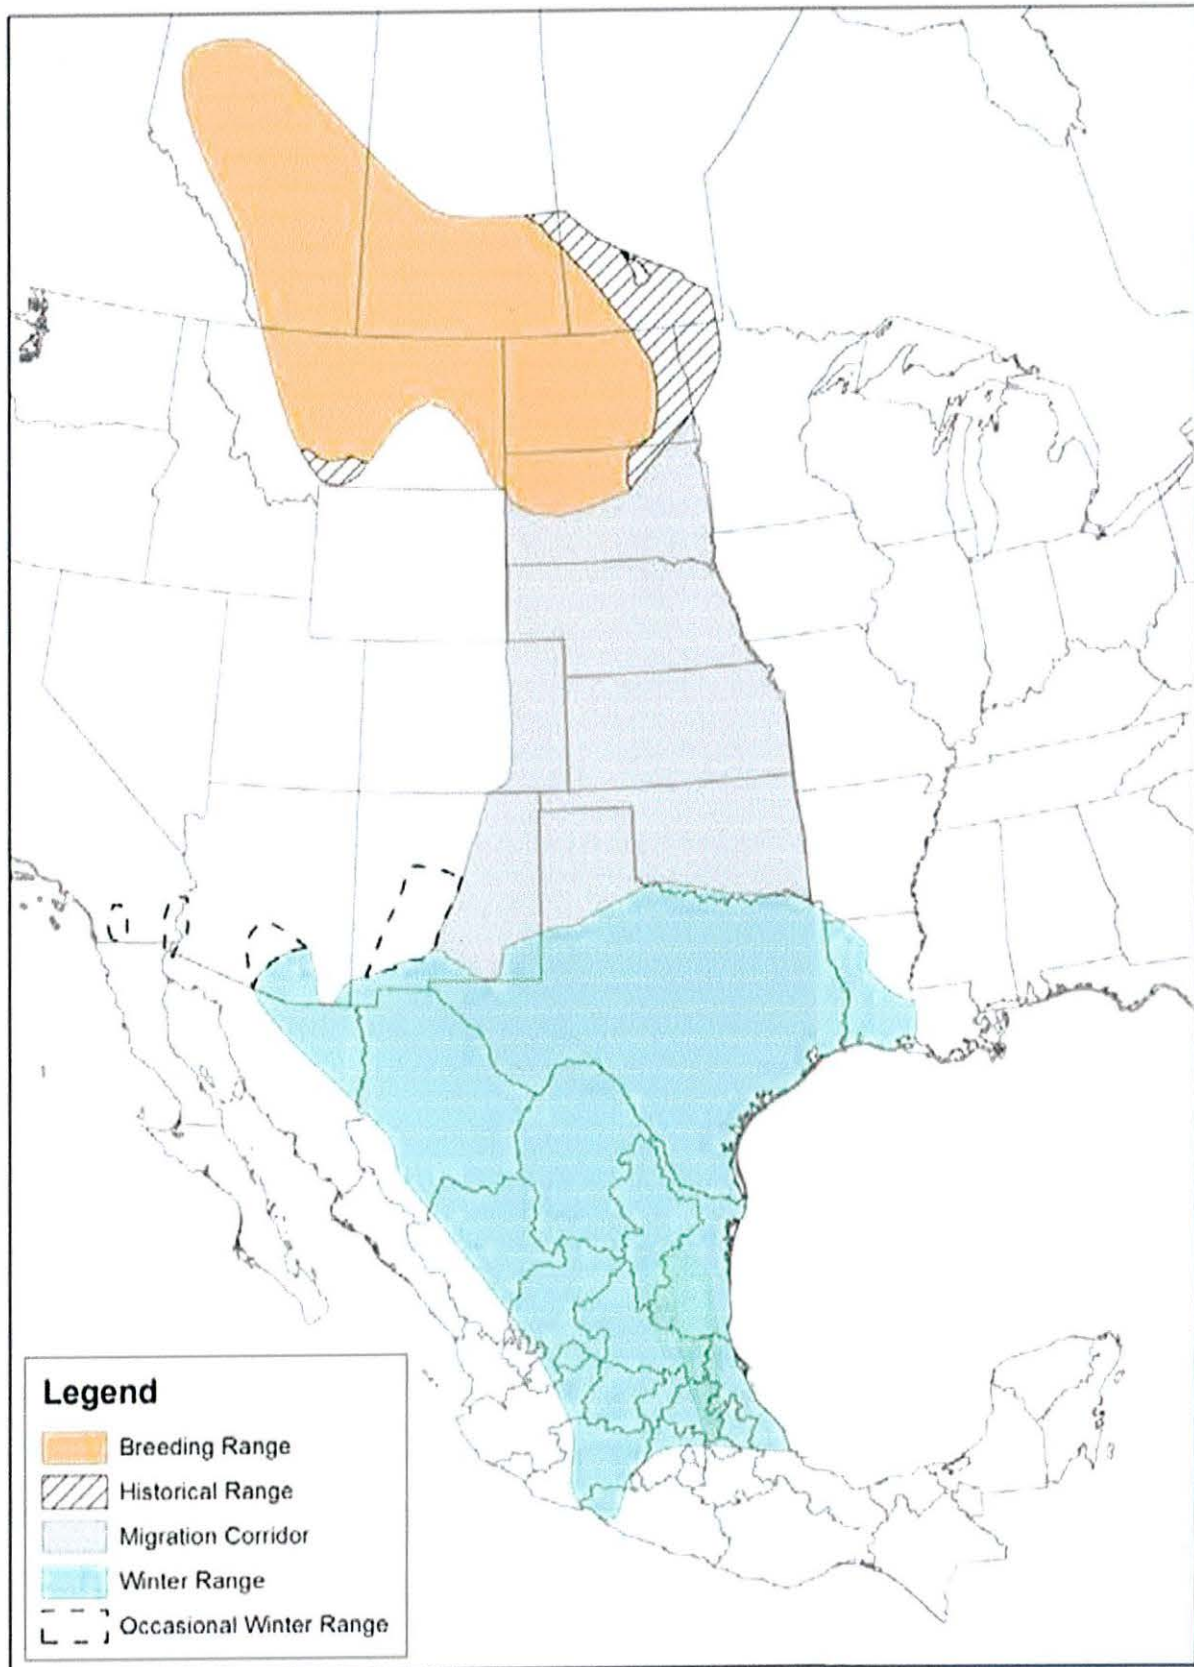 Legend
Breeding Range
Historical Range
Migration Corridor
Winter Range
Occasional Winter Range